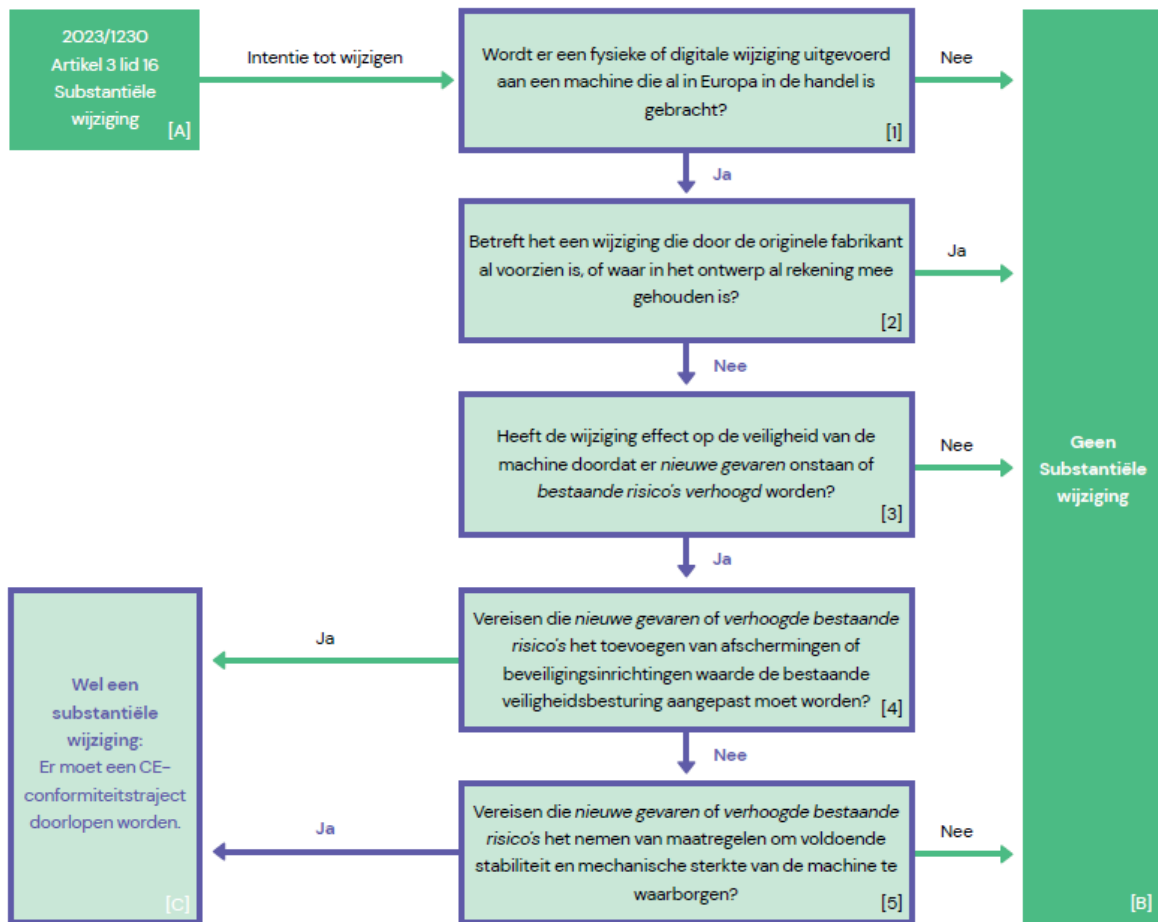 2023/1230
Artikel 3 lid 16
Substantiële
wijziging
[A]
Intentie tot wijzigen
Wordt er een fysieke of digitale wijziging uitgevoerd
aan een machine die al in Europa in de handel is
gebracht?
[1]
Nee
Ja
Betreft het een wijziging die door de originele fabrikant
al voorzien is, of waar in het ontwerp al rekening mee
gehouden is?
[2]
Ja
Nee
Heeft de wijziging effect op de veiligheid van de
machine doordat er nieuwe gevaren onstaan of
bestaande risico's verhoogd worden?
[3]
Nee
Ja
Vereisen die nieuwe gevaren of verhoogde bestaande
risico's het toevoegen van afschermingen of
beveiligingsinrichtingen waarde de bestaande
veiligheidsbesturing aangepast moet worden?
[4]
Ja
Nee
Vereisen die nieuwe gevaren of verhoogde bestaande
risico's het nemen van maatregelen om voldoende
stabiliteit en mechanische sterkte van de machine te
waarborgen?
[5]
Ja
Nee
Wel een
substantiële
wijziging:
Er moet een CE-
conformiteitstraject
doorlopen worden.
[C]
Geen
Substantiële
wijziging
[B]